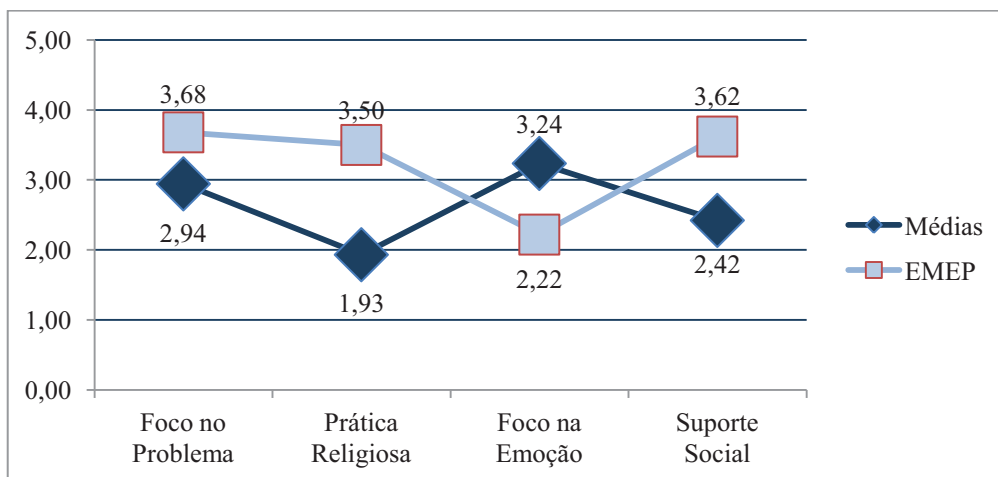 5,00
4,00
3,00
2,00
1,00
0,00
3,68
3,50
3,24
3,62
2,94
1,93
2,22
2,42
Médias
EMEP
Foco no
Problema
Prática
Religiosa
Foco na
Emoção
Suporte
Social